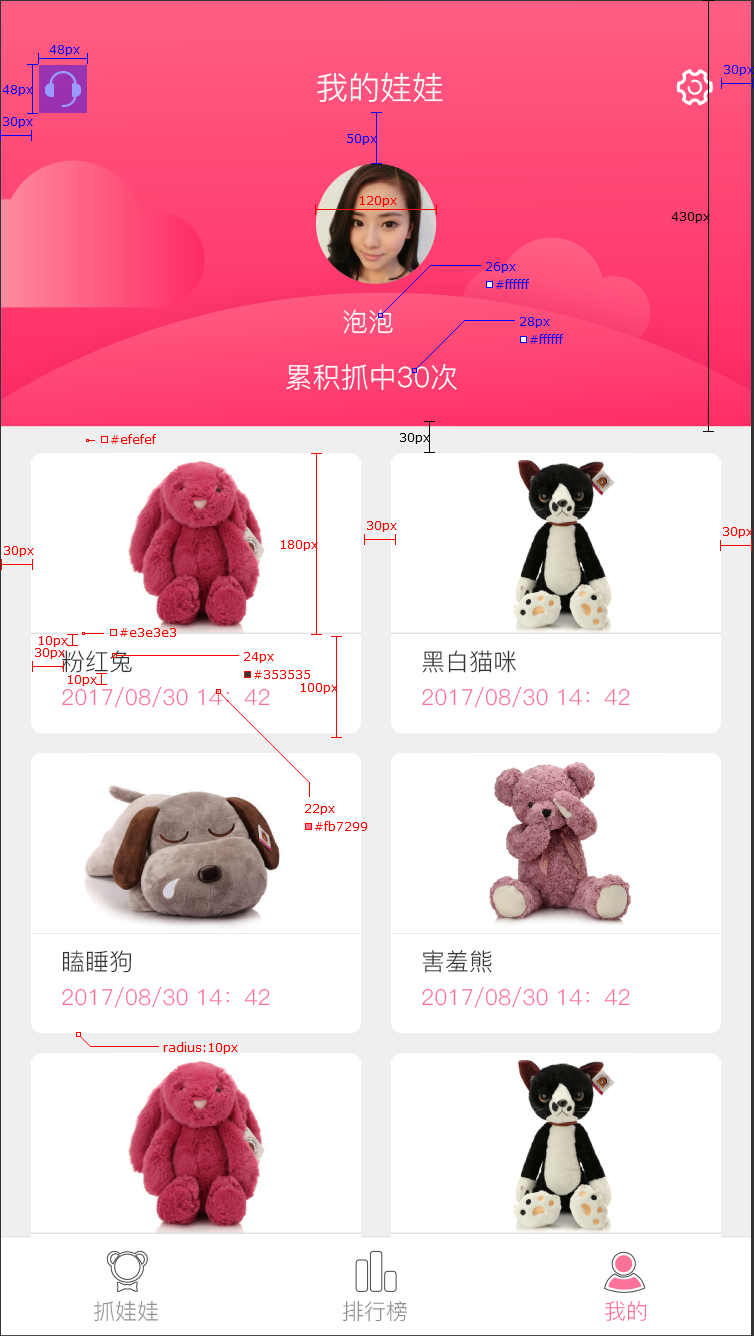 48px
48px
30px
我的娃娃
30px
50px
120px
430px
26px
#ffffff
泡泡
28px
#ffffff
累积抓中30次
30px
#efefef
30px
180px
30px
30px
10px
#e3e3e3
30px
粉红兔
24px
#353535
10px
100px
2017/08/30 14：42
黑白猫咪
2017/08/30 14：42
22px
#fb7299
瞌睡狗
2017/08/30 14：42
害羞熊
2017/08/30 14：42
radius:10px
抓娃娃
排行榜
我的